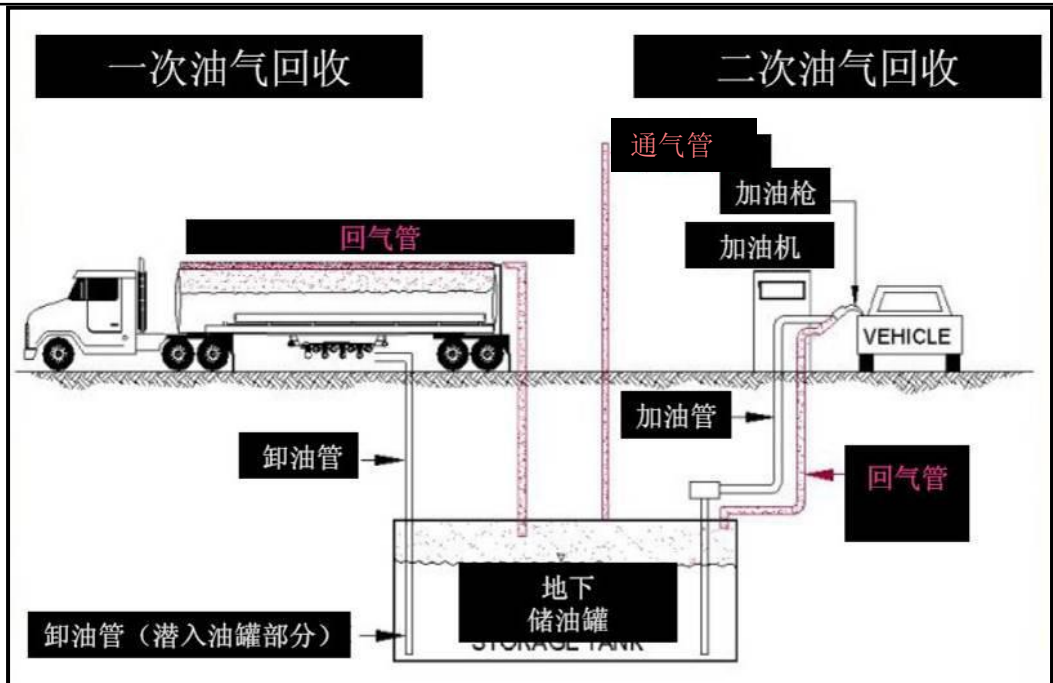 一次油气回收
二次油气回收
通气管
加油枪
回气管
加油机
VEHICLE
加油管
卸油管
回气管
地下
储油罐
STORAGE TANK
卸油管（潜入油罐部分）